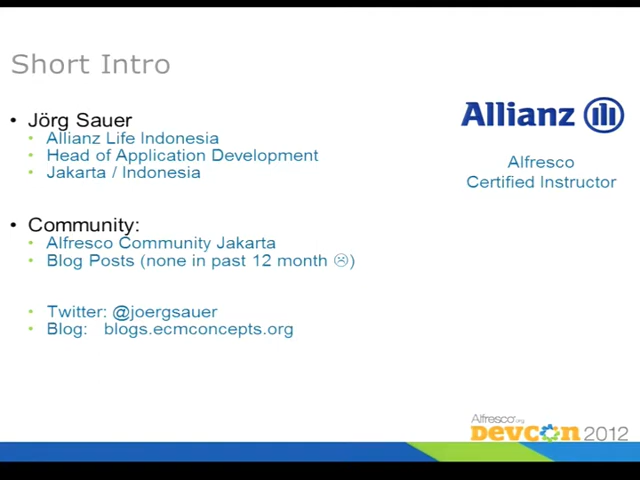 Short Intro
• Jörg Sauer
• Allianz Life Indonesia
• Head of Application Development
• Jakarta / Indonesia
• Community:
• Alfresco Community Jakarta
• Blog Posts (none in past 12 month ☹)
• Twitter: @joergsauer
• Blog: blogs.ecmconcepts.org
Allianz
Alfresco
Certified Instructor
Alfresco.org
DEVCON 2012